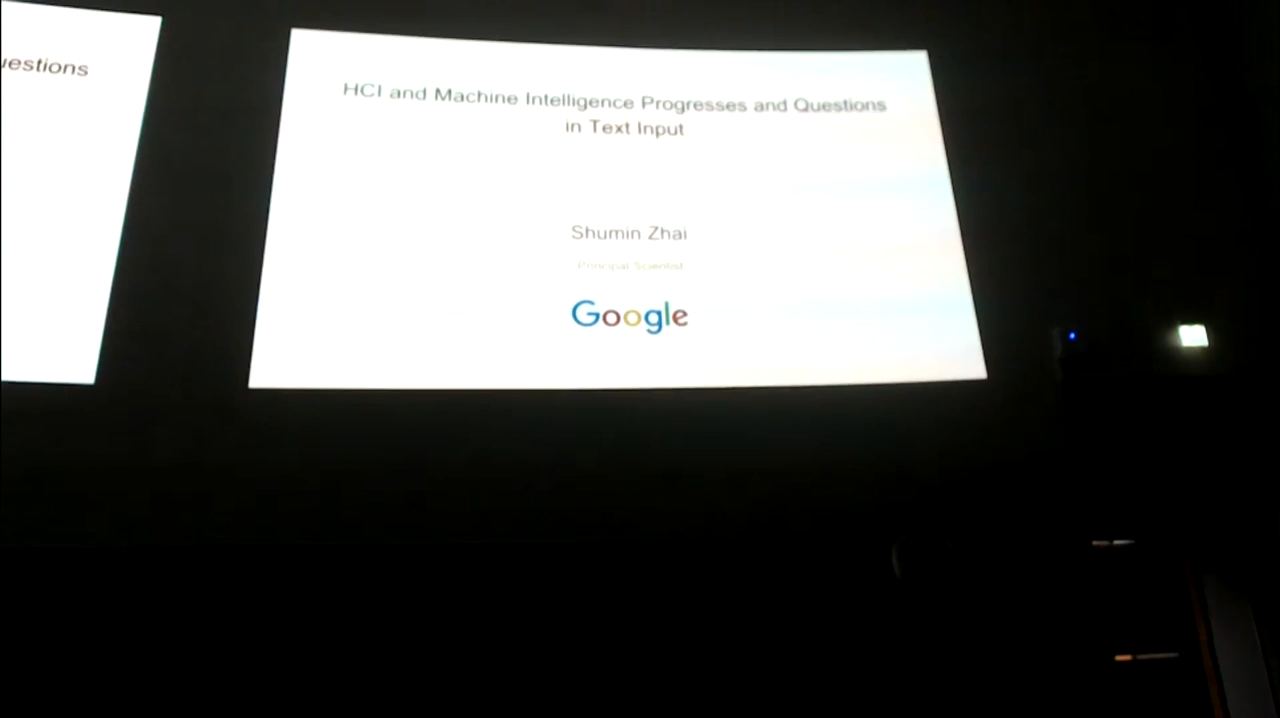 uestions
HCI and Machine Intelligence Progresses and Questions
in Text Input
Shumin Zhai
Principal Scientist
Google